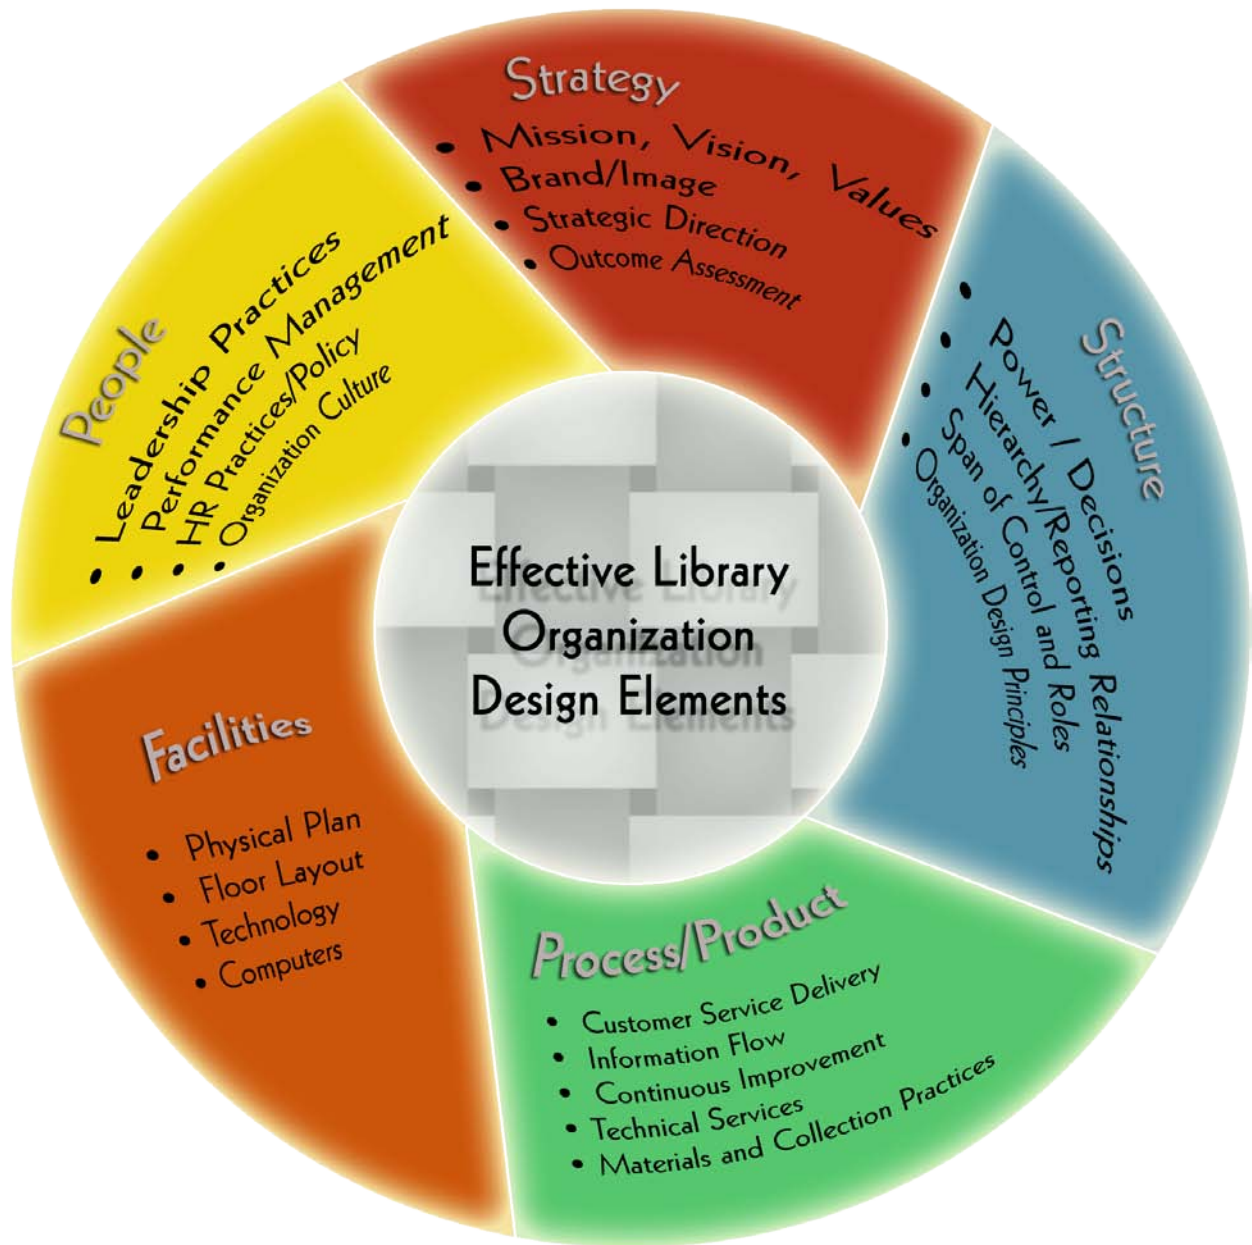 Strategy
• Mission, Vision, Values
• Brand/Image
• Strategic Direction
• Outcome Assessment
Structure
• Power / Decisions
• Hierarchy/Reporting Relationships
• Span of Control and Roles
• Organization Design Principles
Process/Product
• Customer Service Delivery
• Information Flow
• Continuous Improvement
• Technical Services
• Materials and Collection Practices
Facilities
• Physical Plan
• Floor Layout
• Technology
• Computers
People
• Leadership Practices
• Performance Management
• HR Practices/Policy
• Organization Culture
Effective Library
Organization
Design Elements